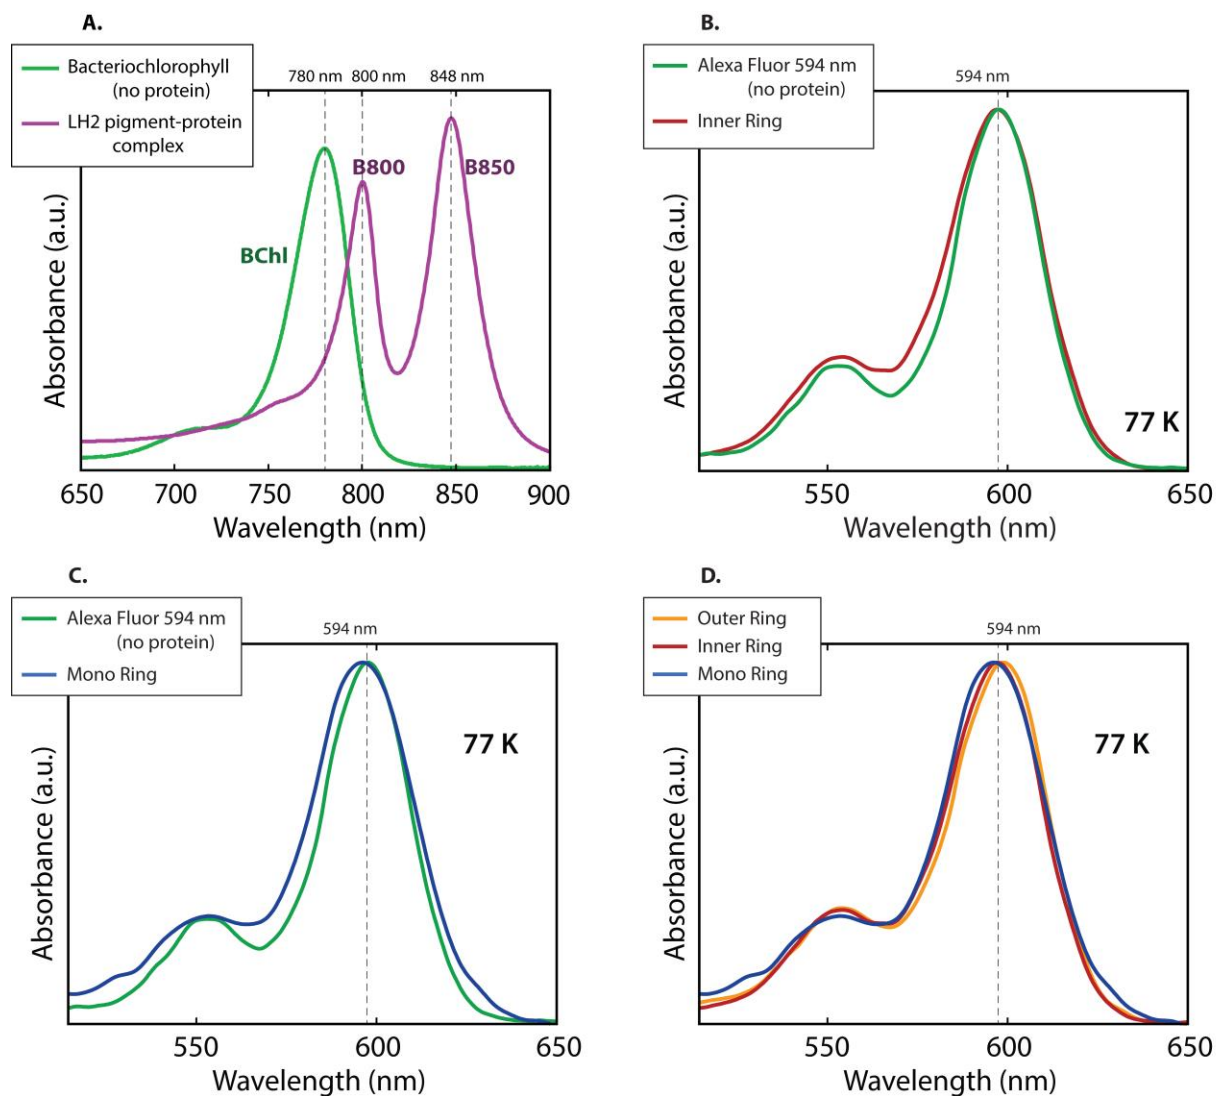 A.
Bacteriochlorophyll
(no protein)
LH2 pigment-protein
complex
780 nm 800 nm 848 nm
B800
B850
BChl
Absorbance (a.u.)
650 700 750 800 850 900
Wavelength (nm)
B.
Alexa Fluor 594 nm
(no protein)
Inner Ring
594 nm
77 K
Absorbance (a.u.)
550 600 650
Wavelength (nm)
C.
Alexa Fluor 594 nm
(no protein)
Mono Ring
594 nm
77 K
Absorbance (a.u.)
550 600 650
Wavelength (nm)
D.
Outer Ring
Inner Ring
Mono Ring
594 nm
77 K
Absorbance (a.u.)
550 600 650
Wavelength (nm)